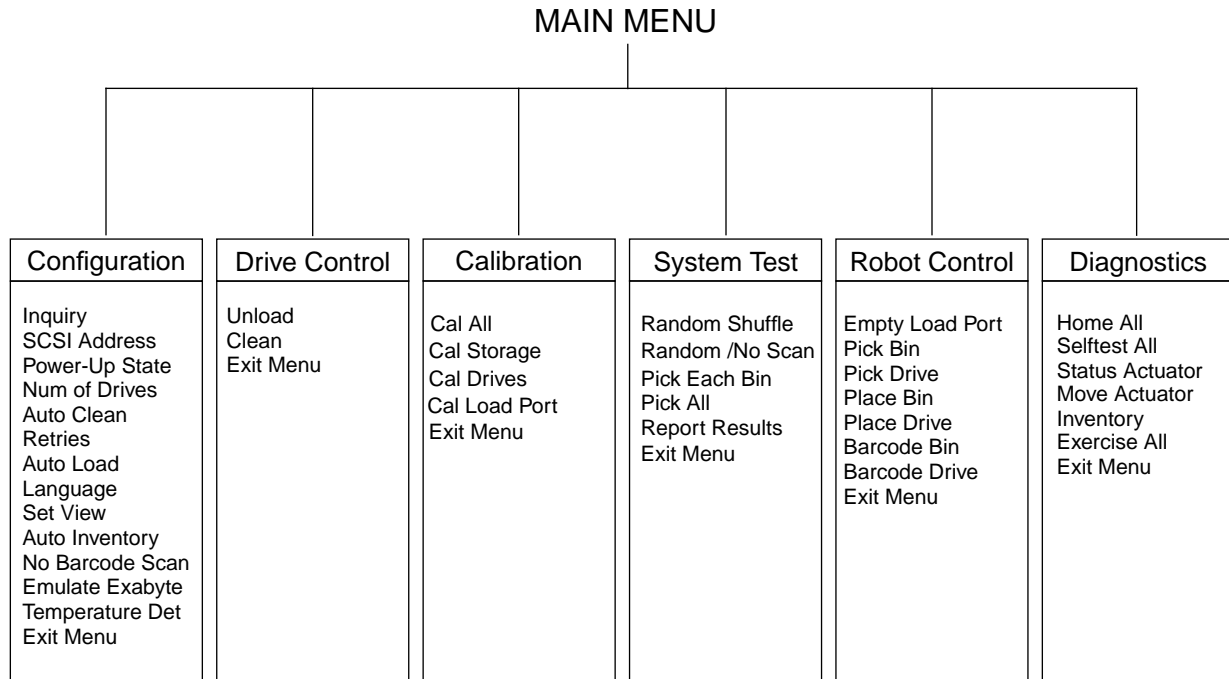 MAIN MENU
Configuration
Inquiry
SCSI Address
Power-Up State
Num of Drives
Auto Clean
Retries
Auto Load
Language
Set View
Auto Inventory
No Barcode Scan
Emulate Exabyte
Temperature Det
Exit Menu
Drive Control
Unload
Clean
Exit Menu
Calibration
Cal All
Cal Storage
Cal Drives
Cal Load Port
Exit Menu
System Test
Random Shuffle
Random /No Scan
Pick Each Bin
Pick All
Report Results
Exit Menu
Robot Control
Empty Load Port
Pick Bin
Pick Drive
Place Bin
Place Drive
Barcode Bin
Barcode Drive
Exit Menu
Diagnostics
Home All
Selftest All
Status Actuator
Move Actuator
Inventory
Exercise All
Exit Menu